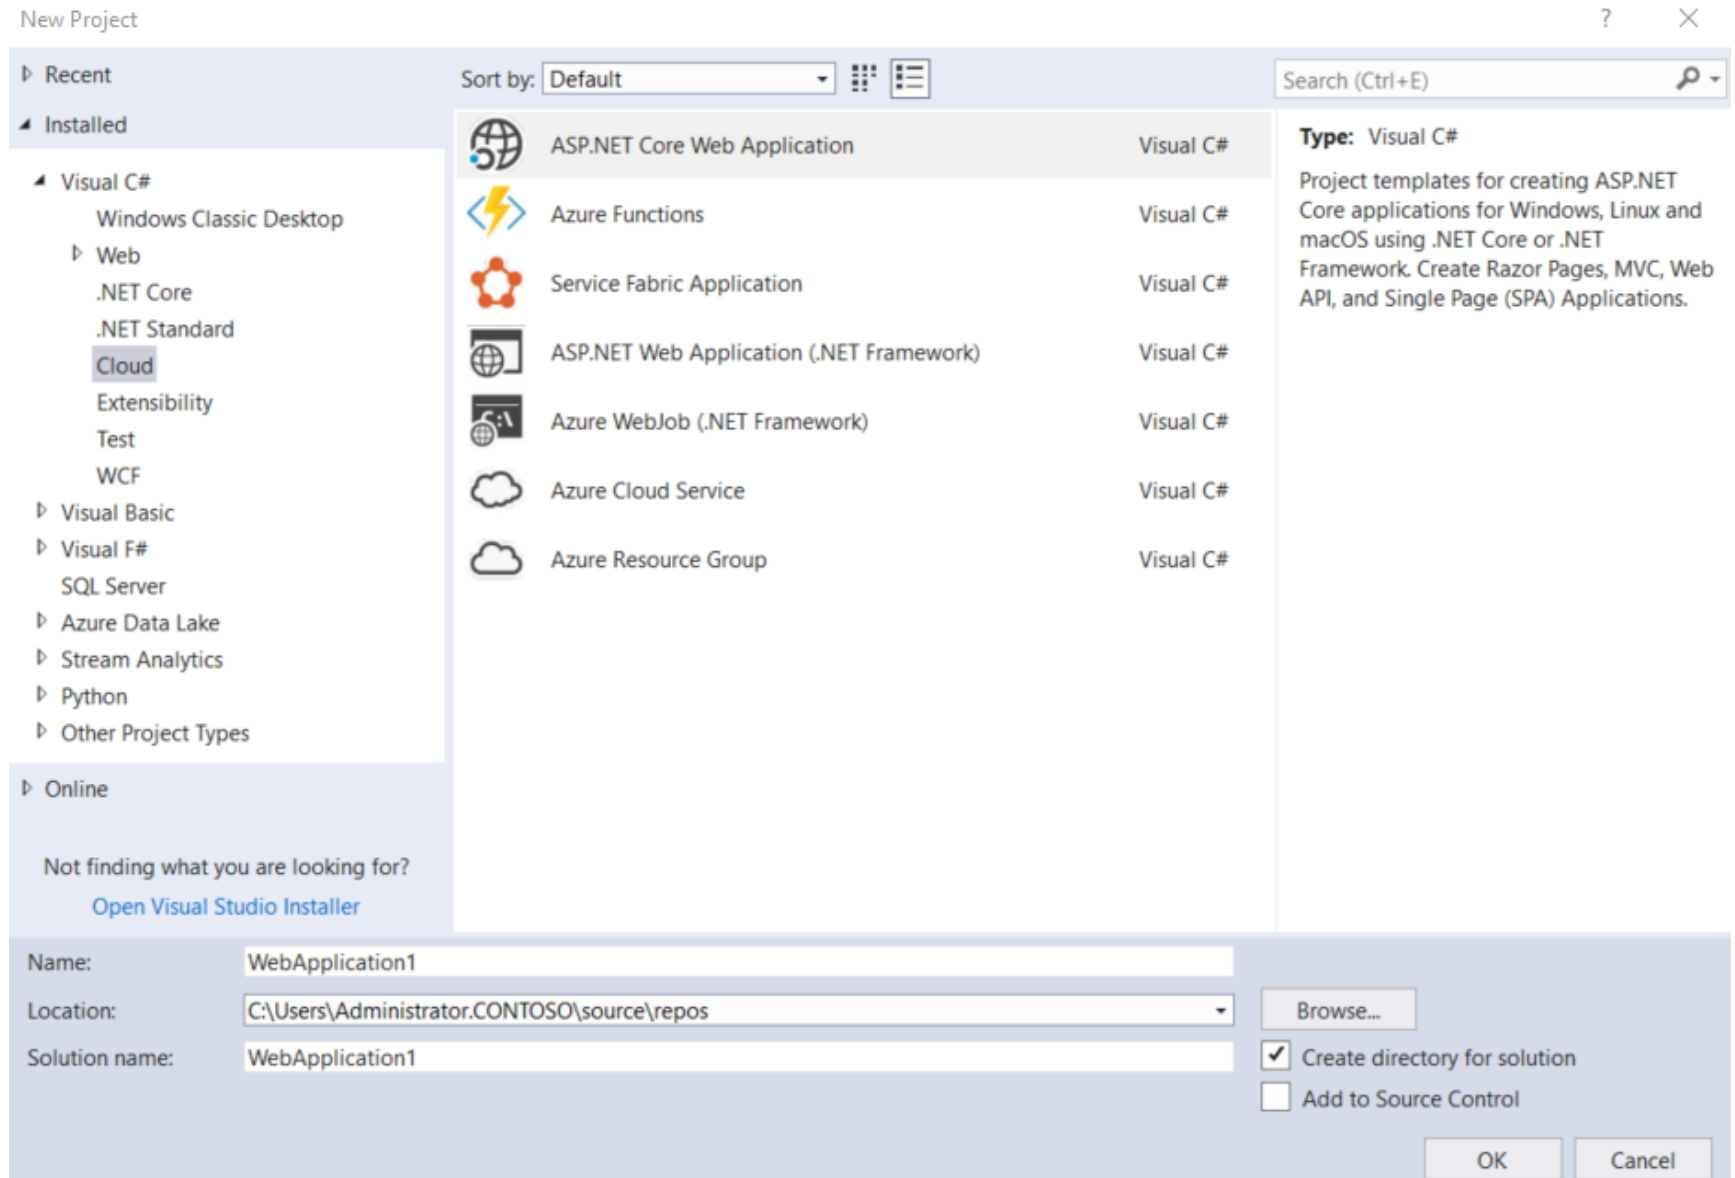 New Project
?
Recent
Installed
Visual C#
Windows Classic Desktop
Web
.NET Core
.NET Standard
Cloud
Extensibility
Test
WCF
Visual Basic
Visual F#
SQL Server
Azure Data Lake
Stream Analytics
Python
Other Project Types
Online
Not finding what you are looking for?
Open Visual Studio Installer
Sort by: Default
ASP.NET Core Web Application Visual C#
Azure Functions Visual C#
Service Fabric Application Visual C#
ASP.NET Web Application (.NET Framework) Visual C#
C:\ Azure WebJob (.NET Framework) Visual C#
Azure Cloud Service Visual C#
Azure Resource Group Visual C#
Search (Ctrl+E)
Type: Visual C#
Project templates for creating ASP.NET
Core applications for Windows, Linux and
macOS using .NET Core or .NET
Framework. Create Razor Pages, MVC, Web
API, and Single Page (SPA) Applications.
Name: WebApplication1
Location: C:\Users\Administrator.CONTOSO\source\repos Browse...
Solution name: WebApplication1 Create directory for solution
Add to Source Control
OK Cancel